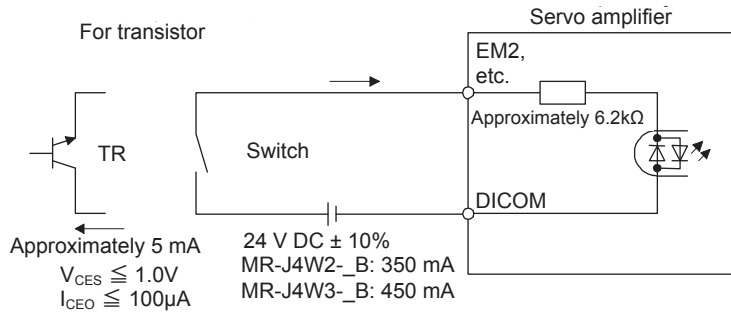 Servo amplifier
For transistor
EM2,
etc.
Approximately 6.2kΩ
TR
Switch
DICOM
Approximately 5 mA
V_CES ≦ 1.0V
I_CEO ≦ 100μA
24 V DC ± 10%
MR-J4W2-_B: 350 mA
MR-J4W3-_B: 450 mA